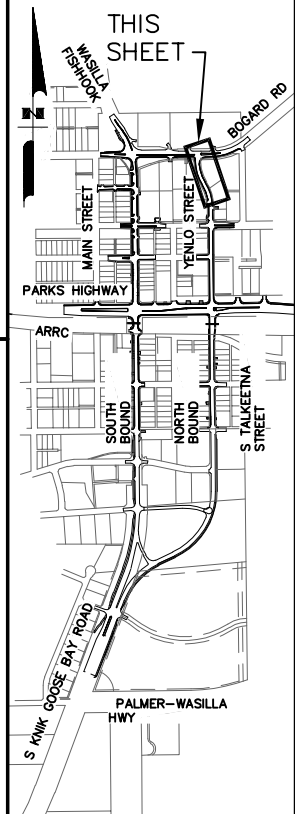 THIS
SHEET
WASILLA
FISHHOOK
N
BOGARD RD
MAIN STREET
YENLO STREET
PARKS HIGHWAY
ARRC
SOUTH
BOUND
NORTH
BOUND
S TALKEETNA
STREET
S KNIK GOOSE BAY ROAD
PALMER-WASILLA
HWY